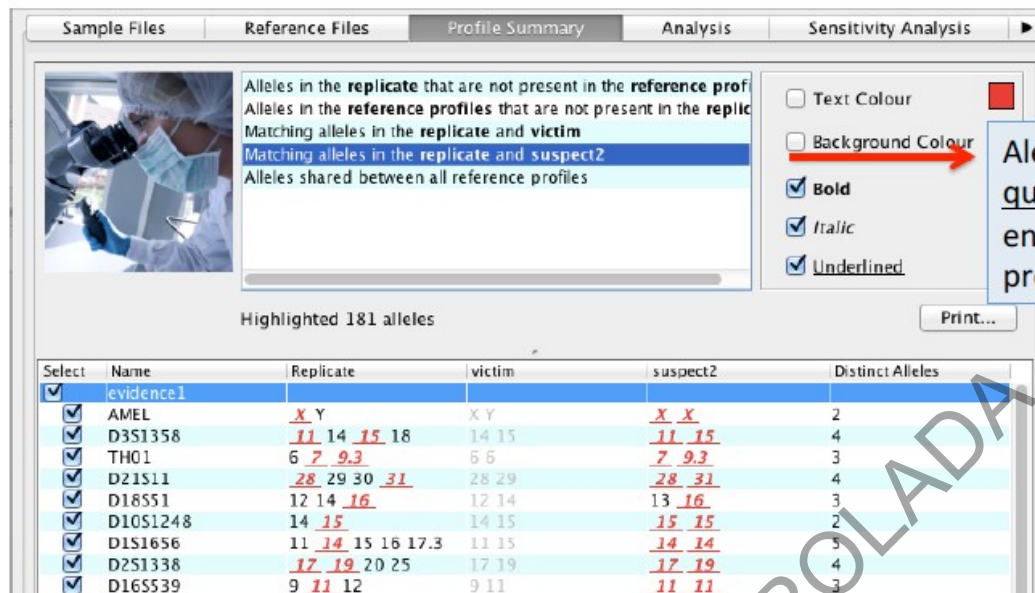 Sample Files Reference Files Profile Summary Analysis Sensitivity Analysis
Alleles in the replicate that are not present in the reference profi
Alleles in the reference profiles that are not present in the replic
Matching alleles in the replicate and victim
Matching alleles in the replicate and suspect2
Alleles shared between all reference profiles
Text Colour
Background Colour
Bold
Italic
Underlined
Ale
qu
en
pr
Highlighted 181 alleles
Print...
Select Name Replicate victim suspect2 Distinct Alleles
evidence1
AMEL X Y X Y X X 2
D3S1358 11 14 15 18 14 15 11 15 4
TH01 6 7 9.3 6 6 7 9.3 3
D21S11 28 29 30 31 28 29 28 31 4
D18S51 12 14 16 12 14 13 16 3
D10S1248 14 15 14 15 15 15 2
D1S1656 11 14 15 16 17.3 11 15 14 14 5
D2S1338 17 19 20 25 17 19 17 19 4
D16S539 9 11 12 9 11 11 11 3
OLADA